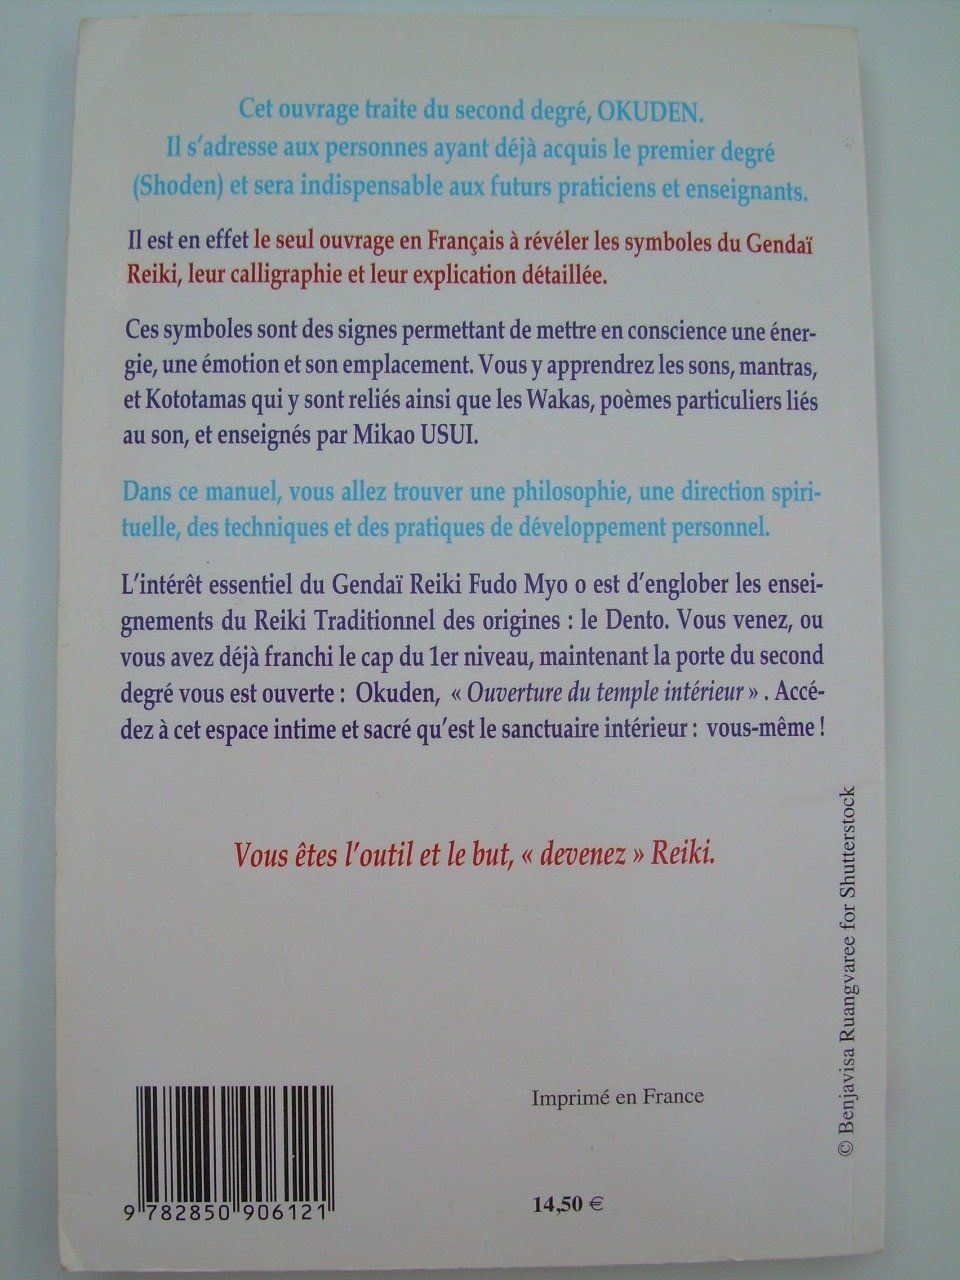 Cet ouvrage traite du second degré, OKUDEN.
Il s'adresse aux personnes ayant déjà acquis le premier degré
(Shoden) et sera indispensable aux futurs praticiens et enseignants.
Il est en effet le seul ouvrage en Français à révéler les symboles du Gendaï
Reiki, leur calligraphie et leur explication détaillée.
Ces symboles sont des signes permettant de mettre en conscience une éner-
gie, une émotion et son emplacement. Vous y apprendrez les sons, mantras,
et Kototamas qui y sont reliés ainsi que les Wakas, poèmes particuliers liés
au son, et enseignés par Mikao USUI.
Dans ce manuel, vous allez trouver une philosophie, une direction spiri-
tuelle, des techniques et des pratiques de développement personnel.
L'intérêt essentiel du Gendaï Reiki Fudo Myo o est d'englober les ensei-
gnements du Reiki Traditionnel des origines : le Dento. Vous venez, ou
vous avez déjà franchi le cap du 1er niveau, maintenant la porte du second
degré vous est ouverte : Okuden, « Ouverture du temple intérieur » . Accé-
dez à cet espace intime et sacré qu'est le sanctuaire intérieur : vous-même !
Vous êtes l'outil et le but, « devenez » Reiki.
© Benjavisa Ruangvaree for Shutterstock
Imprimé en France
14,50 €
9 782850 906121